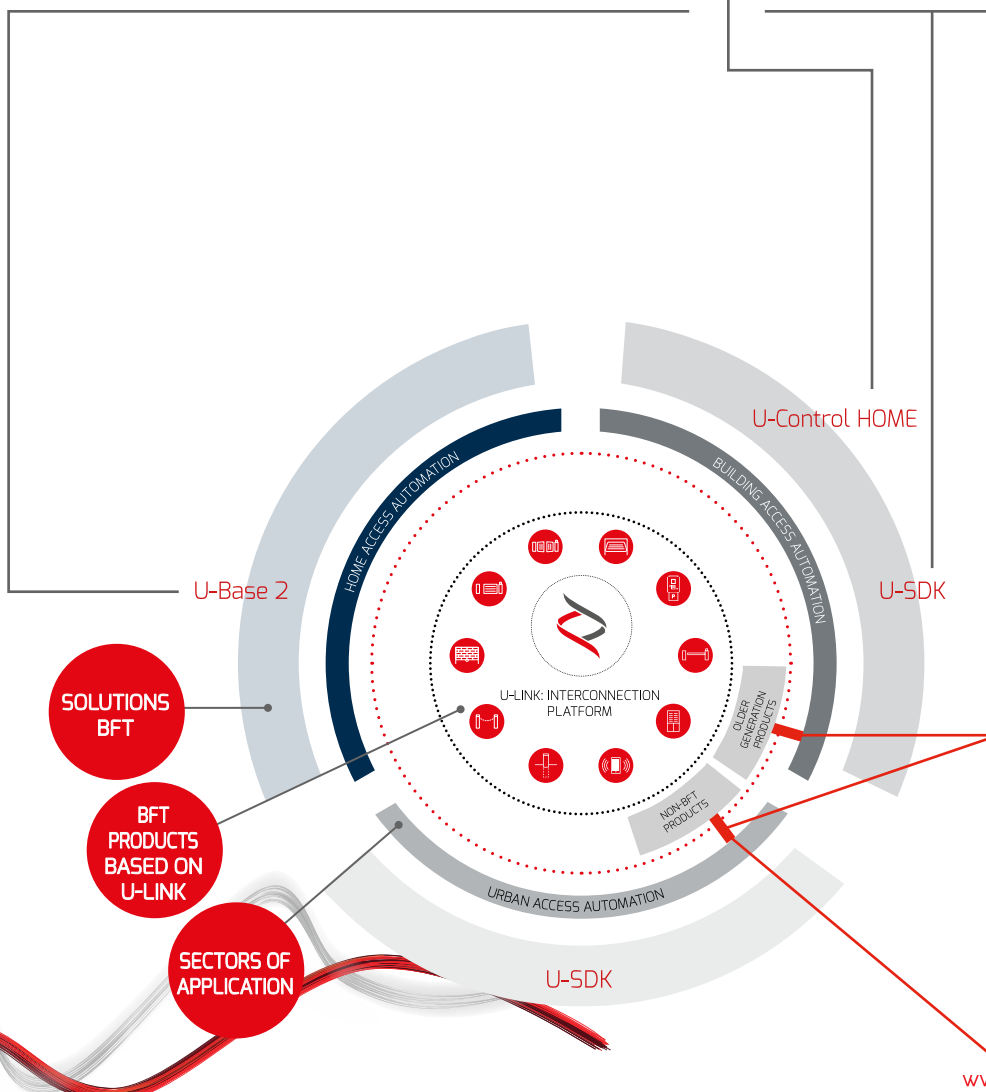 U-Control HOME
HOME ACCESS AUTOMATION
BUILDING ACCESS AUTOMATION
U-Base 2
U-SDK
P
SOLUTIONS
BFT
U-LINK: INTERCONNECTION
PLATFORM
OLDER
GENERATION
PRODUCTS
NON-BFT
PRODUCTS
BFT
PRODUCTS
BASED ON
U-LINK
URBAN ACCESS AUTOMATION
SECTORS OF
APPLICATION
U-SDK